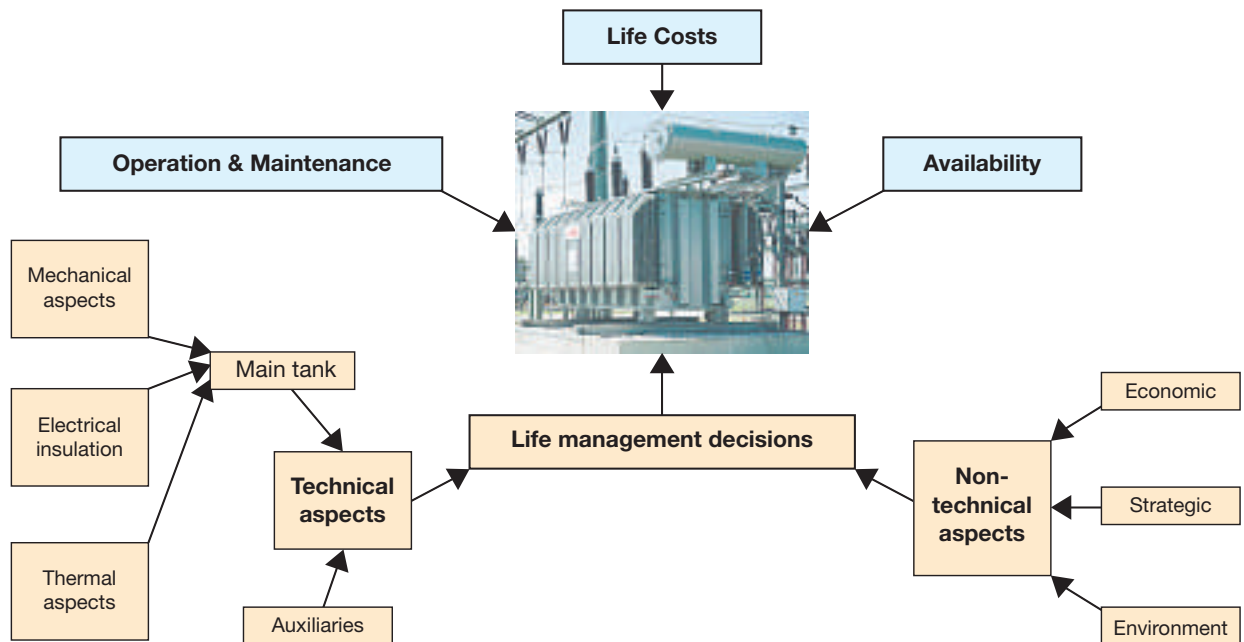 Life Costs
Operation & Maintenance
Availability
Mechanical
aspects
Main tank
Economic
Electrical
insulation
Life management decisions
Technical
aspects
Non-
technical
aspects
Strategic
Thermal
aspects
Auxiliaries
Environment